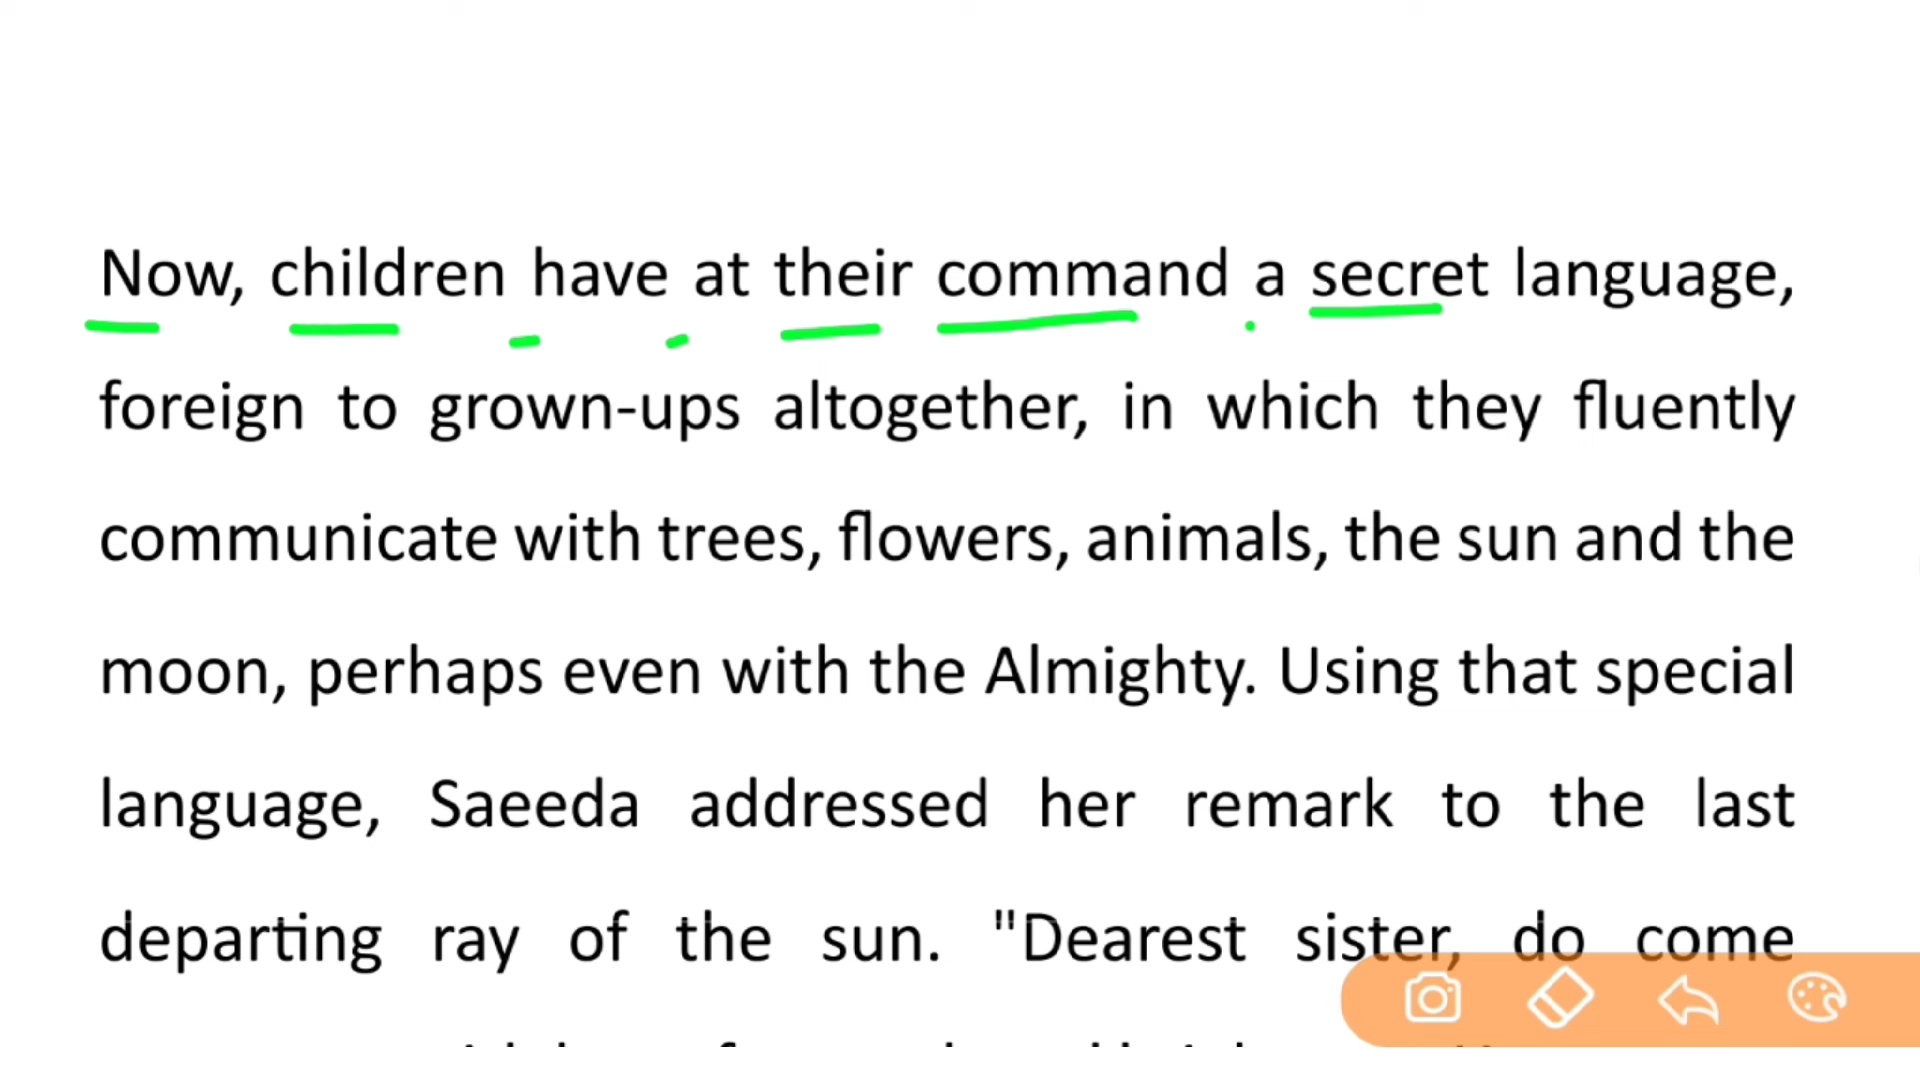 Now, children have at their command a secret language,
foreign to grown-ups altogether, in which they fluently
communicate with trees, flowers, animals, the sun and the
moon, perhaps even with the Almighty. Using that special
language, Saeeda addressed her remark to the last
departing ray of the sun. "Dearest sister, do come